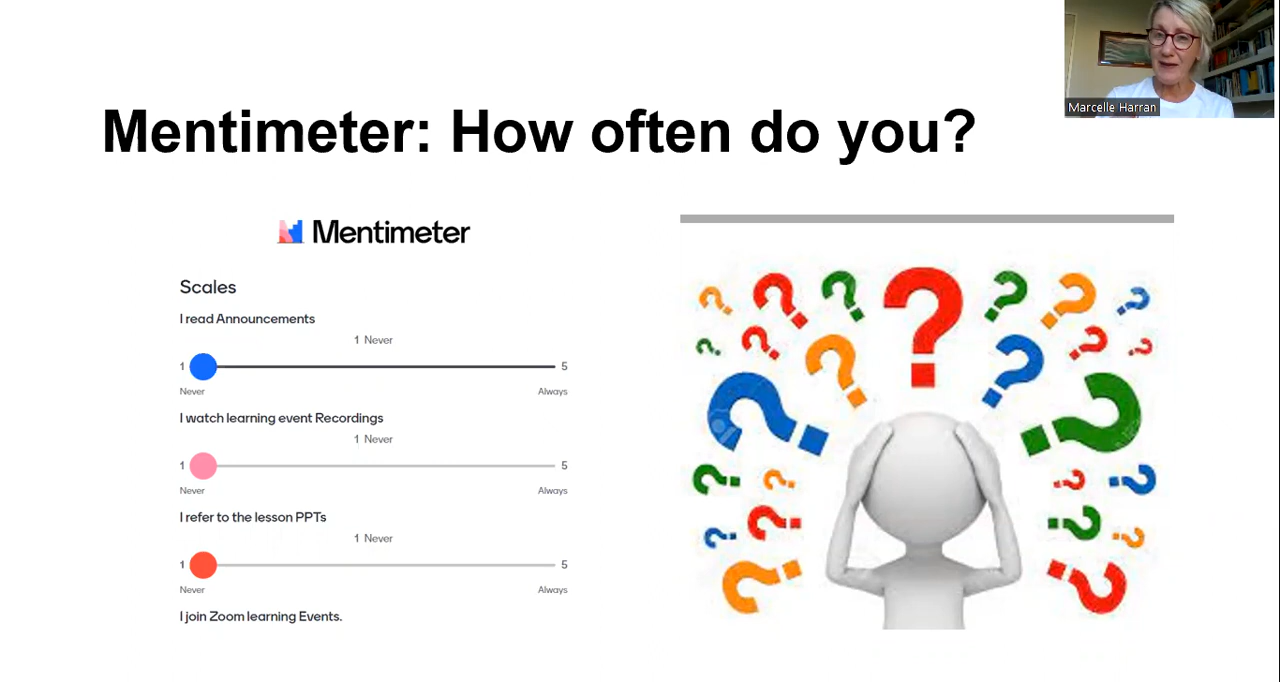 Marcelle Harran
Mentimeter: How often do you?
Mentimeter
Scales
I read Announcements
1 Never
1
5
Never
Always
I watch learning event Recordings
1 Never
1
5
Never
Always
I refer to the lesson PPTs
1 Never
1
5
Never
Always
I join Zoom learning Events.
? ? ? ? ? ? ?
? ? ? ? ? ?
? ?
? ? ? ?
? ? ? ?
? ?